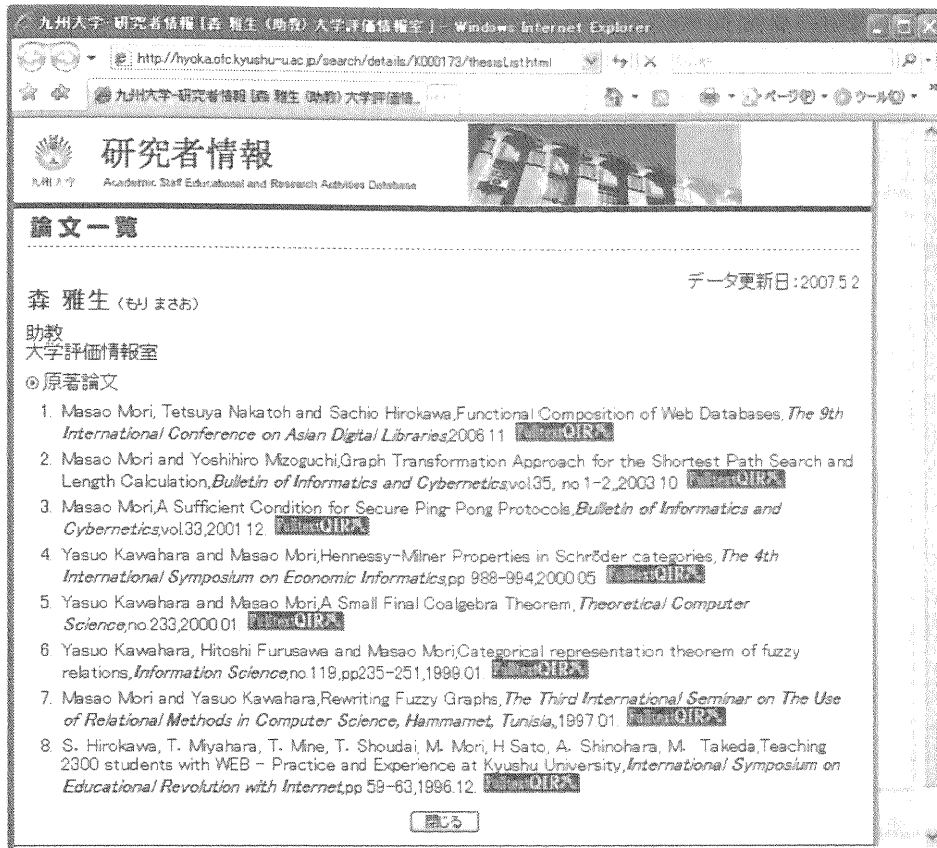 九州大学-研究者情報 [森 雅生 (助教) 大学評価情報室 ] - Windows Internet Explorer
http://hyoka.ofc.kyushu-u.ac.jp/search/details/K000173/thesisList.html
九州大学-研究者情報 [森 雅生 (助教) 大学評価情...
ページ(P) ツール(O)
研究者情報
九州大学 Academic Staff Educational and Research Activities Database
論文一覧
データ更新日:2007.5.2
森 雅生 (もり まさお)
助教
大学評価情報室
原著論文
1. Masao Mori, Tetsuya Nakatoh and Sachio Hirokawa,Functional Composition of Web Databases, The 9th
International Conference on Asian Digital Libraries,2006.11 QIR
2. Masao Mori and Yoshihiro Mizoguchi,Graph Transformation Approach for the Shortest Path Search and
Length Calculation,Bulletin of Informatics and Cybernetics,vol.35, no 1-2,,2003 10 QIR
3. Masao Mori,A Sufficient Condition for Secure Ping-Pong Protocols,Bulletin of Informatics and
Cybernetics,vol.33,2001 12. QIR
4. Yasuo Kawahara and Masao Mori,Hennessy-Milner Properties in Schröder categories, The 4th
International Symposium on Economic Informatics,pp 988-994,2000 05 QIR
5. Yasuo Kawahara and Masao Mori,A Small Final Coalgebra Theorem, Theoretical Computer
Science,no.233,2000 01. QIR
6. Yasuo Kawahara, Hitoshi Furusawa and Masao Mori,Categorical representation theorem of fuzzy
relations,Information Science,no.119,pp235-251,1999.01. QIR
7. Masao Mori and Yasuo Kawahara,Rewriting Fuzzy Graphs,The Third International Seminar on The Use
of Relational Methods in Computer Science, Hammamet, Tunisia,,1997 01. QIR
8. S. Hirokawa, T. Miyahara, T. Mine, T. Shoudai, M. Mori, H Sato, A. Shinohara, M. Takeda,Teaching
2300 students with WEB - Practice and Experience at Kyushu University,International Symposium on
Educational Revolution with Internet,pp 59-63,1996.12. QIR
閉じる